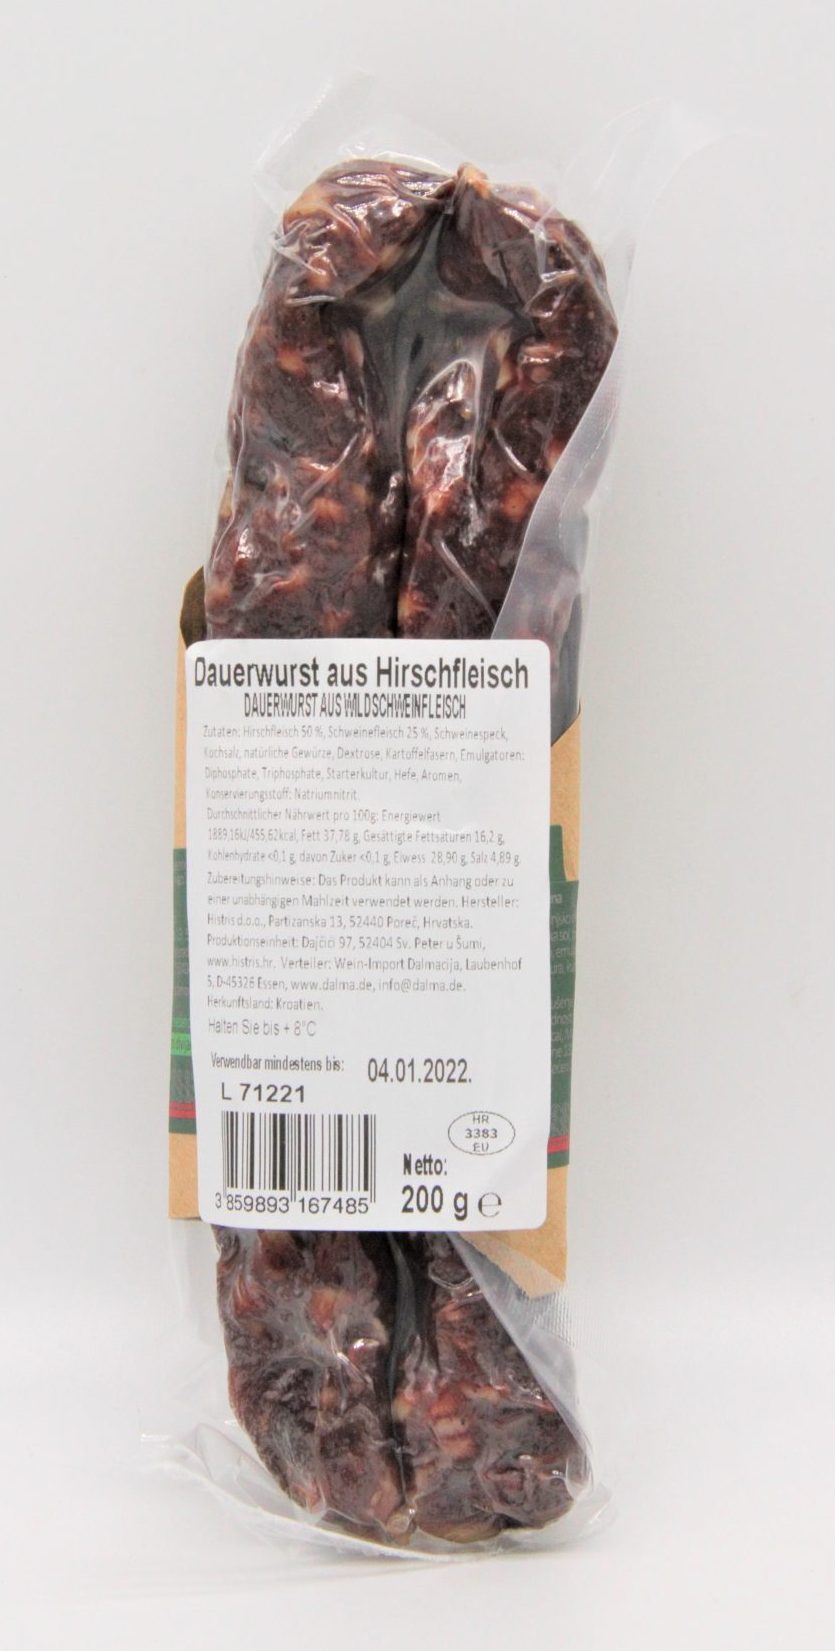 Dauerwurst aus Hirschfleisch
DAUERWURST AUS WILDSCHWEINFLEISCH
Zutaten: Hirschfleisch 50 %, Schweinefleisch 25 %, Schweinespeck,
Kochsalz, natürliche Gewürze, Dextrose, Kartoffelfasern, Emulgatoren:
Diphosphate, Triphosphate, Starterkultur, Hefe, Aromen,
Konservierungsstoff: Natriumnitrit.
Durchschnittlicher Nährwert pro 100g: Energiewert
1889,16kJ/455,62kcal, Fett 37,78 g, Gesättigte Fettsäturen 16,2 g,
Kohlenhydrate <0,1 g, davon Zuker <0,1 g, Eiwess 28,90 g, Salz 4,89 g.
Zubereitungshinweise: Das Produkt kann als Anhang oder zu
einer unabhängigen Mahlzeit verwendet werden. Hersteller:
Histris d.o.o., Partizanska 13, 52440 Poreč, Hrvatska.
Produktionseinheit: Dajčići 97, 52404 Sv. Peter u Šumi,
www.histris.hr. Verteiler: Wein-Import Dalmacija, Laubenhof
5, D-45326 Essen, www.dalma.de, info@dalma.de.
Herkunftsland: Kroatien.
Halten Sie bis + 8°C
Verwendbar mindestens bis: 04.01.2022.
L 71221
HR
3383
EU
Netto:
200 g ℮
3 859893 167485